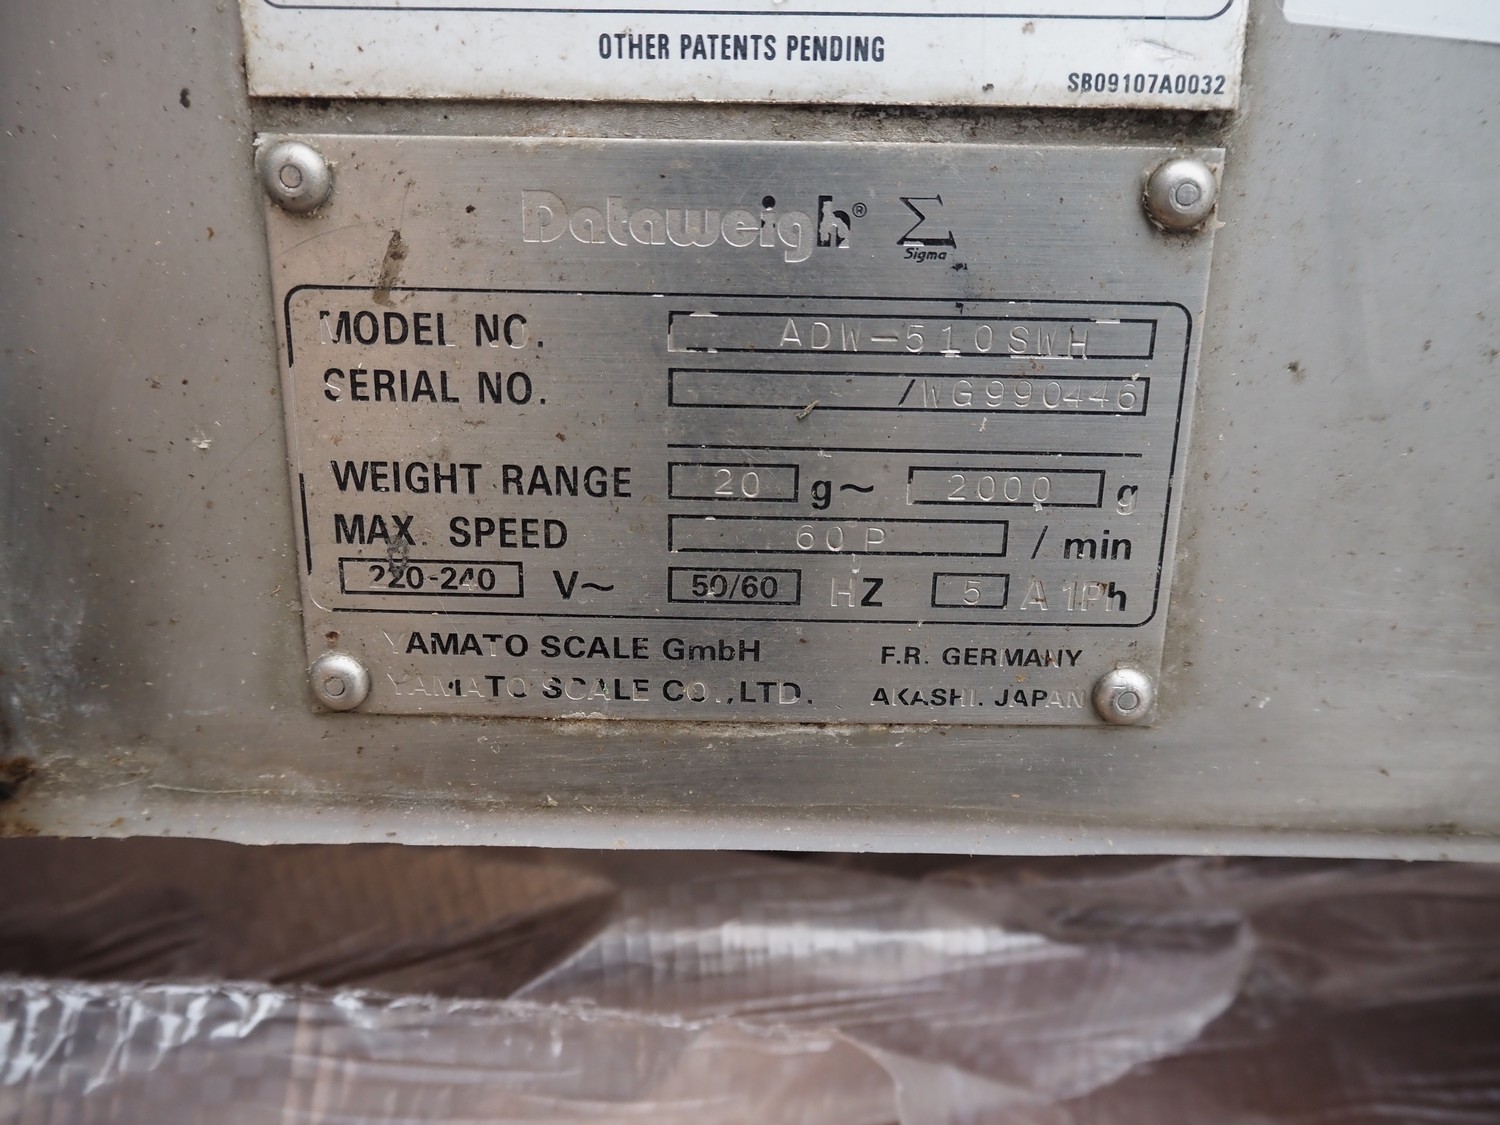 OTHER PATENTS PENDING
SB09107A0032
Dataweigh® Σ
Sigma
MODEL NO. ADW-510SWH
SERIAL NO. /WG990446
WEIGHT RANGE 20 g~ 2000 g
MAX. SPEED 60P / min
220-240 V~ 50/60 HZ 5 A 1Ph
YAMATO SCALE GmbH F.R. GERMANY
YAMATO SCALE CO.,LTD. AKASHI. JAPAN